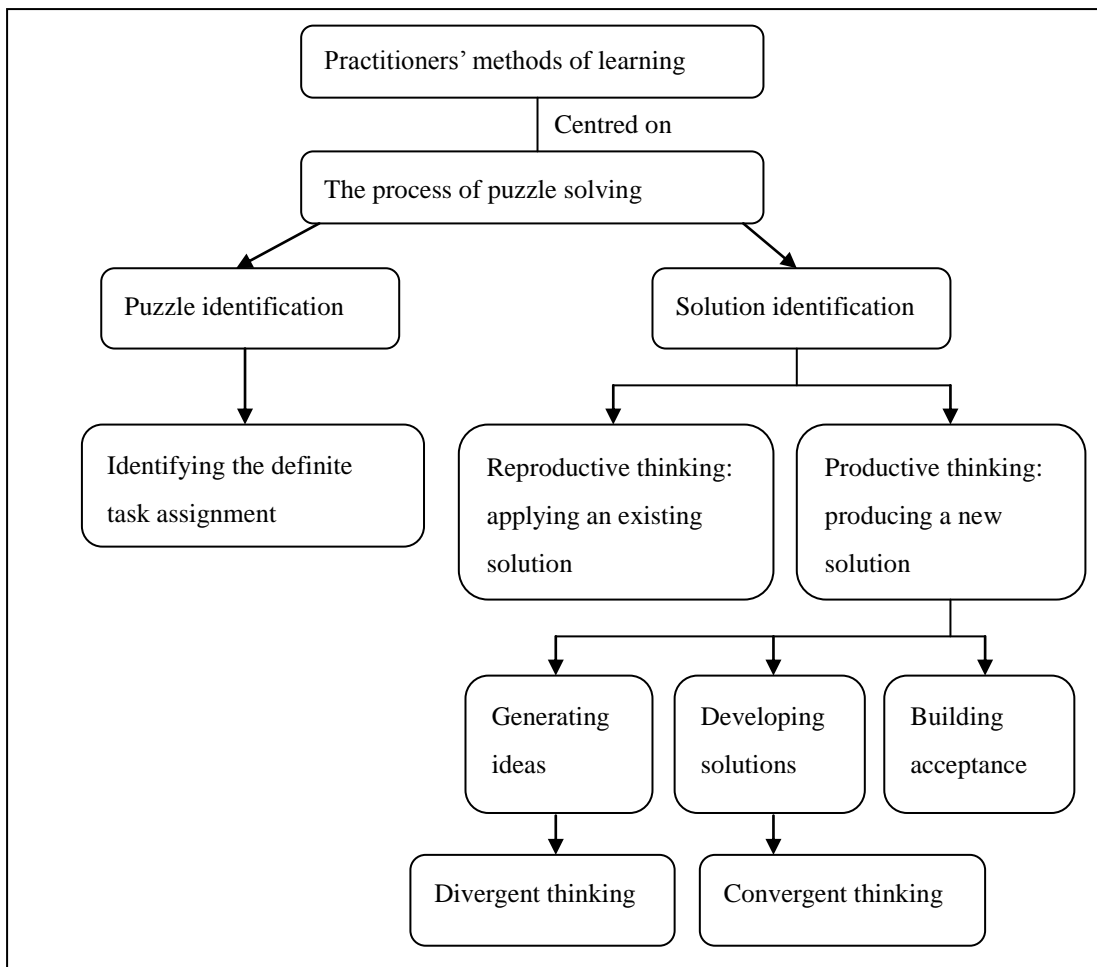 Practitioners’ methods of learning
Centred on
The process of puzzle solving
Puzzle identification
Solution identification
Identifying the definite
task assignment
Reproductive thinking:
applying an existing
solution
Productive thinking:
producing a new
solution
Generating
ideas
Developing
solutions
Building
acceptance
Divergent thinking
Convergent thinking